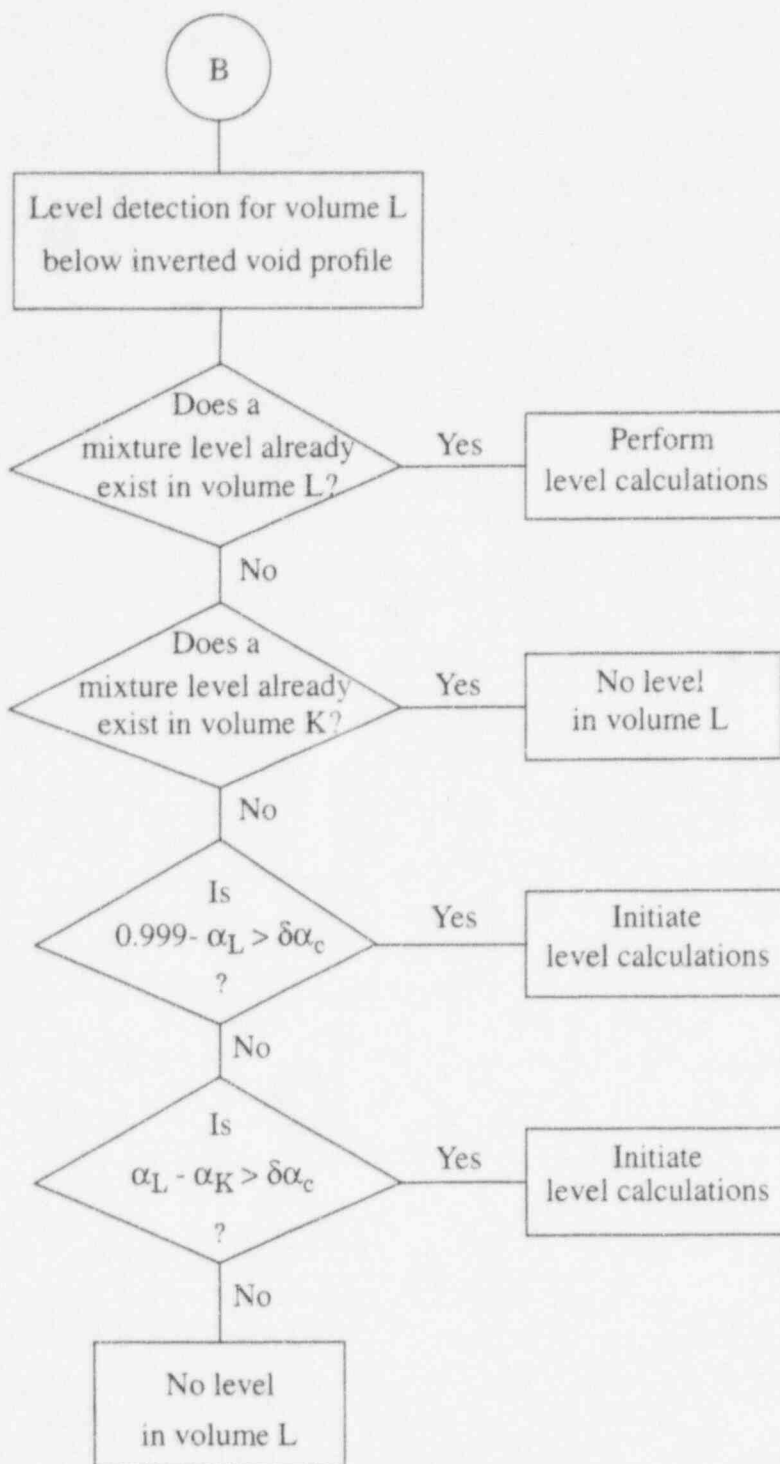 B
Level detection for volume L
below inverted void profile
Does a
mixture level already
exist in volume L?
Yes
Perform
level calculations
No
Does a
mixture level already
exist in volume K?
Yes
No level
in volume L
No
Is
0.999- α_L > δα_c
?
Yes
Initiate
level calculations
No
Is
α_L - α_K > δα_c
?
Yes
Initiate
level calculations
No
No level
in volume L